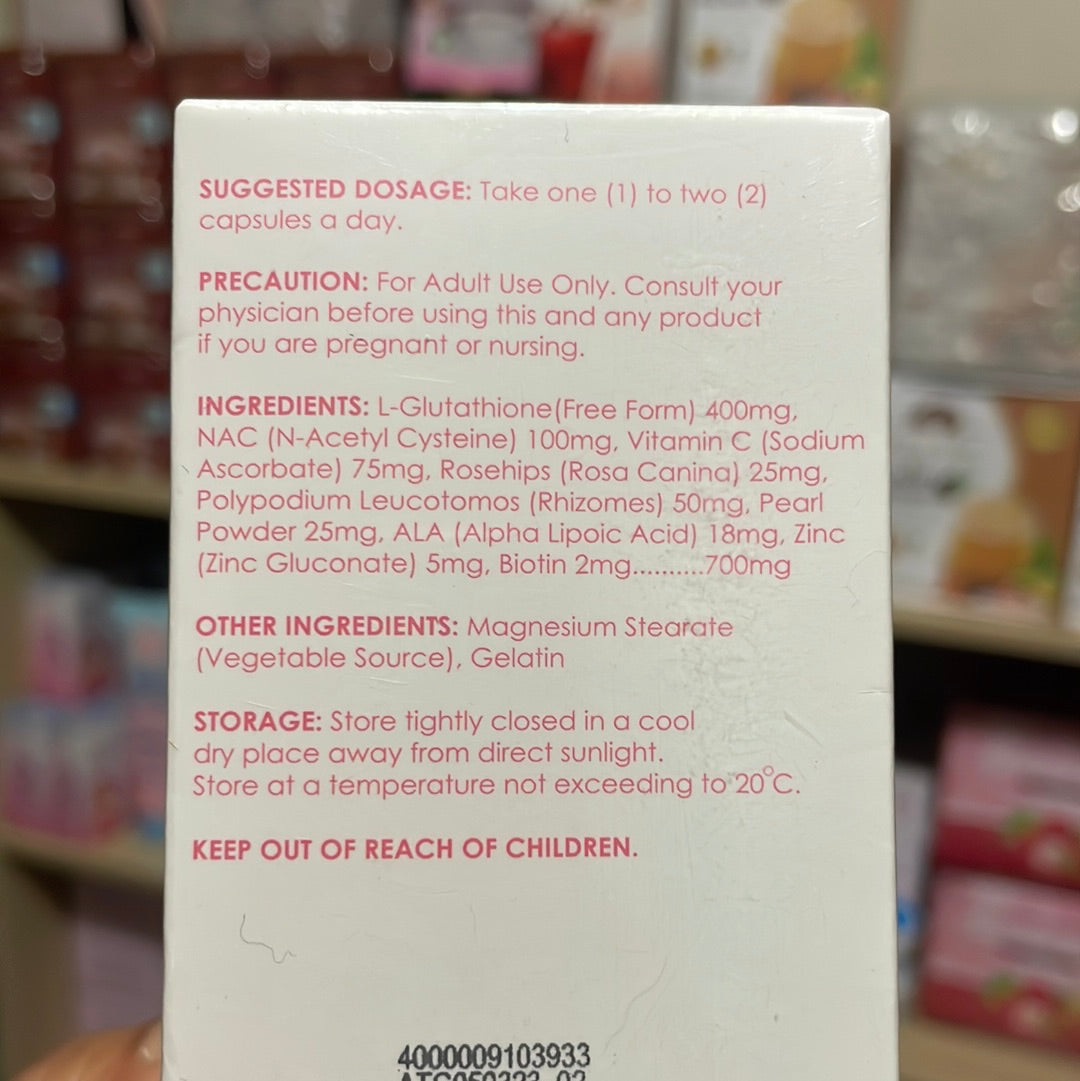 SUGGESTED DOSAGE: Take one (1) to two (2)
capsules a day.
PRECAUTION: For Adult Use Only. Consult your
physician before using this and any product
if you are pregnant or nursing.
INGREDIENTS: L-Glutathione(Free Form) 400mg,
NAC (N-Acetyl Cysteine) 100mg, Vitamin C (Sodium
Ascorbate) 75mg, Rosehips (Rosa Canina) 25mg,
Polypodium Leucotomos (Rhizomes) 50mg, Pearl
Powder 25mg, ALA (Alpha Lipoic Acid) 18mg, Zinc
(Zinc Gluconate) 5mg, Biotin 2mg..........700mg
OTHER INGREDIENTS: Magnesium Stearate
(Vegetable Source), Gelatin
STORAGE: Store tightly closed in a cool
dry place away from direct sunlight.
Store at a temperature not exceeding to 20°C.
KEEP OUT OF REACH OF CHILDREN.
4000009103933